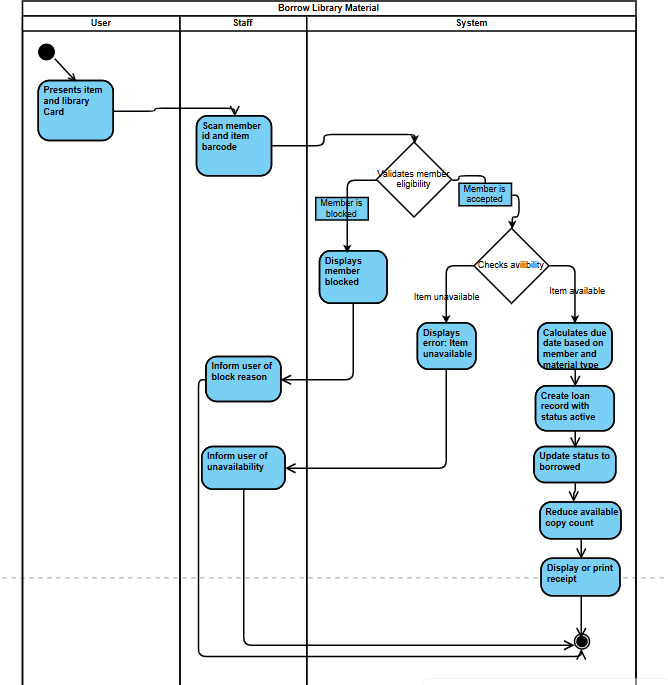 Borrow Library Material
User
Staff
System
Presents item
and library
Card
Scan member
id and item
barcode
Validates member
eligibility
Member is
blocked
Member is
accepted
Displays
member
blocked
Checks avilibility
Item unavailable
Item available
Displays
error: Item
unavailable
Calculates due
date based on
member and
material type
Inform user of
block reason
Create loan
record with
status active
Inform user of
unavailability
Update status to
borrowed
Reduce available
copy count
Display or print
receipt